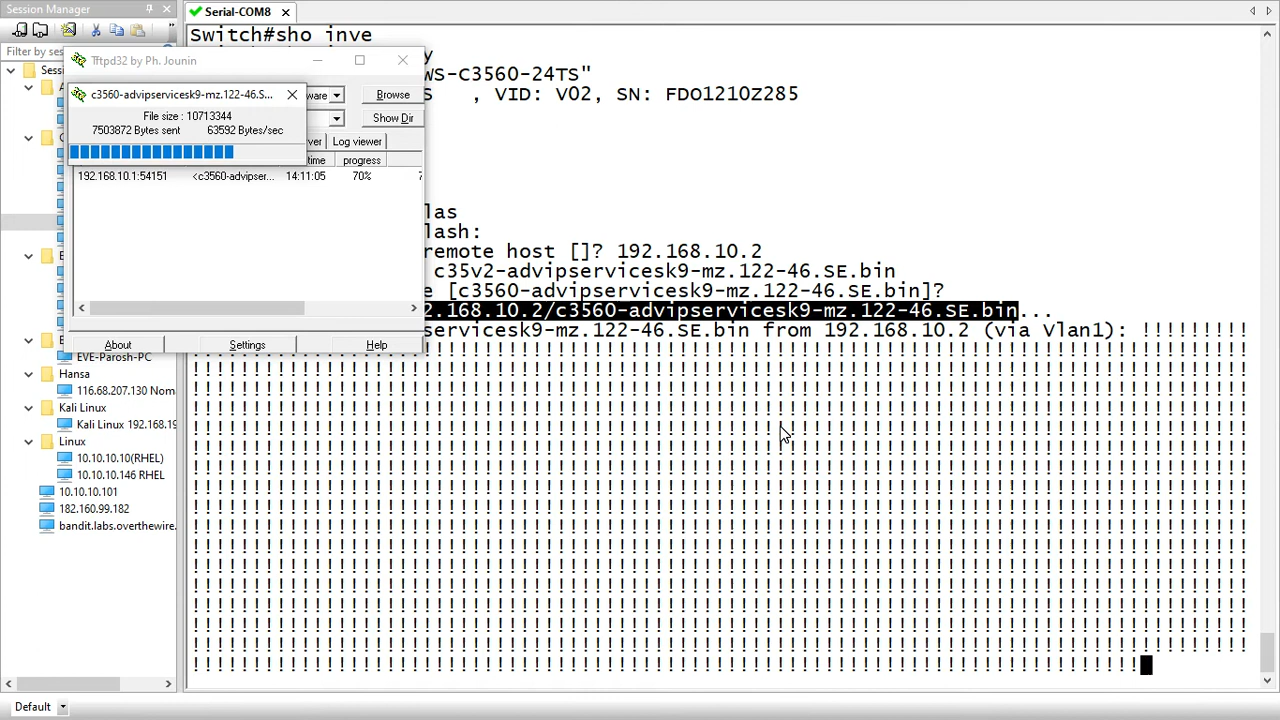 Session Manager
Serial-COM8
Filter by sess
Sess
EVE-Parosh-PC
Hansa
116.68.207.130 Nom
Kali Linux
Kali Linux 192.168.19
Linux
10.10.10.10(RHEL)
10.10.10.146 RHEL
10.10.10.101
182.160.99.182
bandit.labs.overthewire.
Default
Tftpd32 by Ph. Jounin
Browse
Show Dir
Log viewer
time progress
192.168.10.1:54151 <c3560-advipser... 14:11:05 70%
About Settings Help
c3560-advipservicesk9-mz.122-46.S...
File size : 10713344
7503872 Bytes sent 63592 Bytes/sec
Switch#sho inve
y
WS-C3560-24TS"
S , VID: V02, SN: FDO1210Z285
las
lash:
remote host []? 192.168.10.2
c35v2-advipservicesk9-mz.122-46.SE.bin
e [c3560-advipservicesk9-mz.122-46.SE.bin]?
2.168.10.2/c3560-advipservicesk9-mz.122-46.SE.bin...
servicesk9-mz.122-46.SE.bin from 192.168.10.2 (via Vlan1): !!!!!!!!!